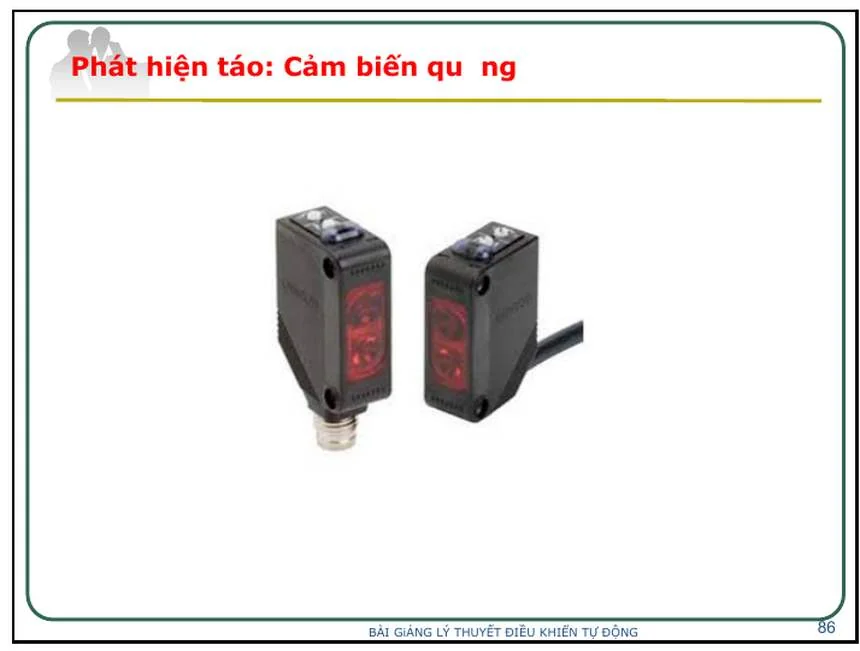 Phát hiện táo: Cảm biến qu ng
BÀI GiẢNG LÝ THUYẾT ĐIỀU KHIỂN TỰ ĐỘNG
86